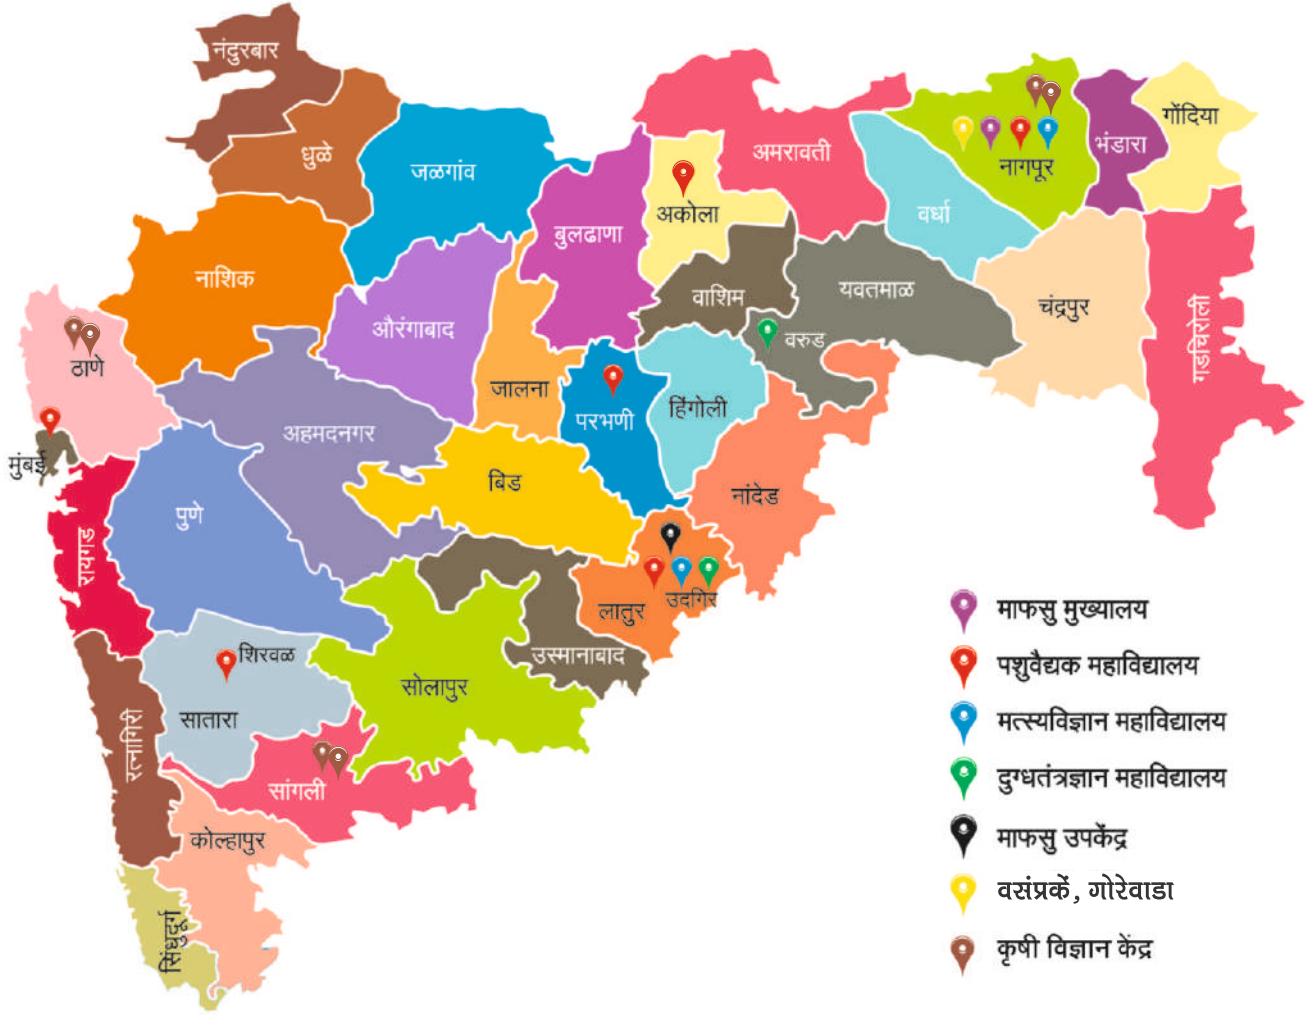 नंदुरबार
धुळे
जळगांव
बुलढाणा
अकोला
अमरावती
वर्धा
नागपूर
भंडारा
गोंदिया
नाशिक
औरंगाबाद
जालना
वाशिम
यवतमाळ
वरुड
चंद्रपुर
गडचिरोली
ठाणे
मुंबई
अहमदनगर
परभणी
हिंगोली
नांदेड
बिड
पुणे
रायगड
लातुर
उदगिर
उस्मानाबाद
सोलापुर
शिरवळ
सातारा
रत्नागिरी
सांगली
कोल्हापुर
सिंधुदूर्ग
माफसु मुख्यालय
पशुवैद्यक महाविद्यालय
मत्स्यविज्ञान महाविद्यालय
दुग्धतंत्रज्ञान महाविद्यालय
माफसु उपकेंद्र
वसंप्रकें, गोरेवाडा
कृषी विज्ञान केंद्र